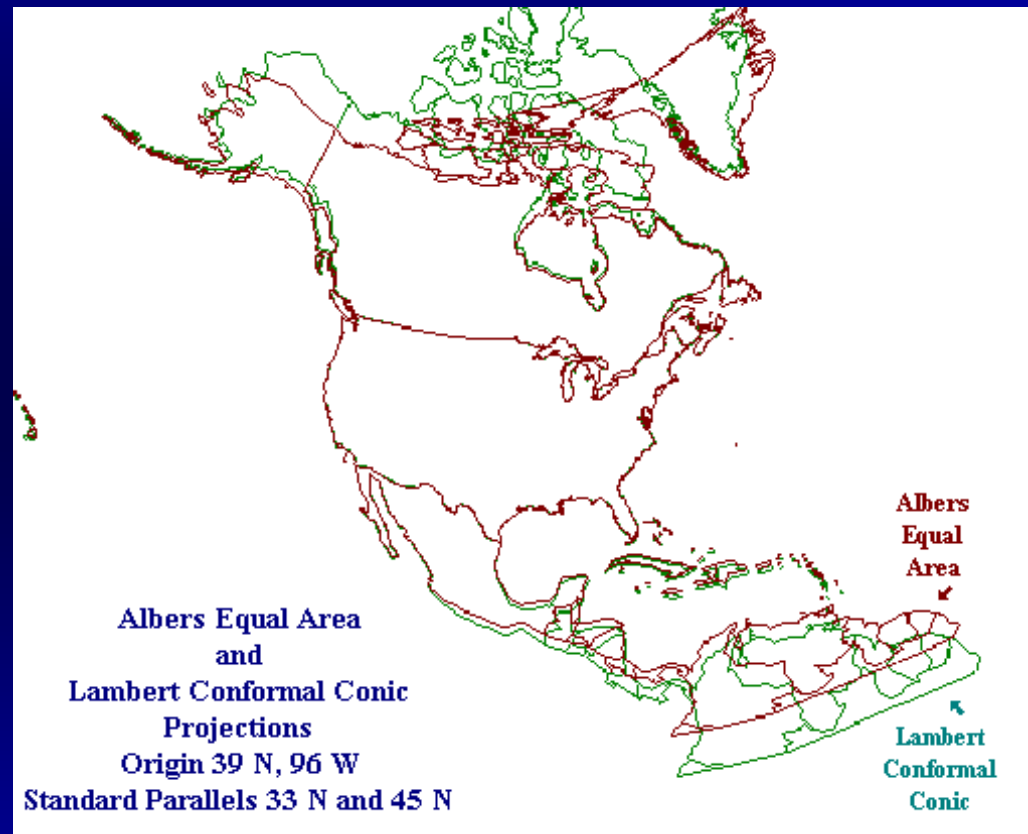 Albers
Equal
Area
Albers Equal Area
and
Lambert Conformal Conic
Projections
Origin 39 N, 96 W
Standard Parallels 33 N and 45 N
Lambert
Conformal
Conic